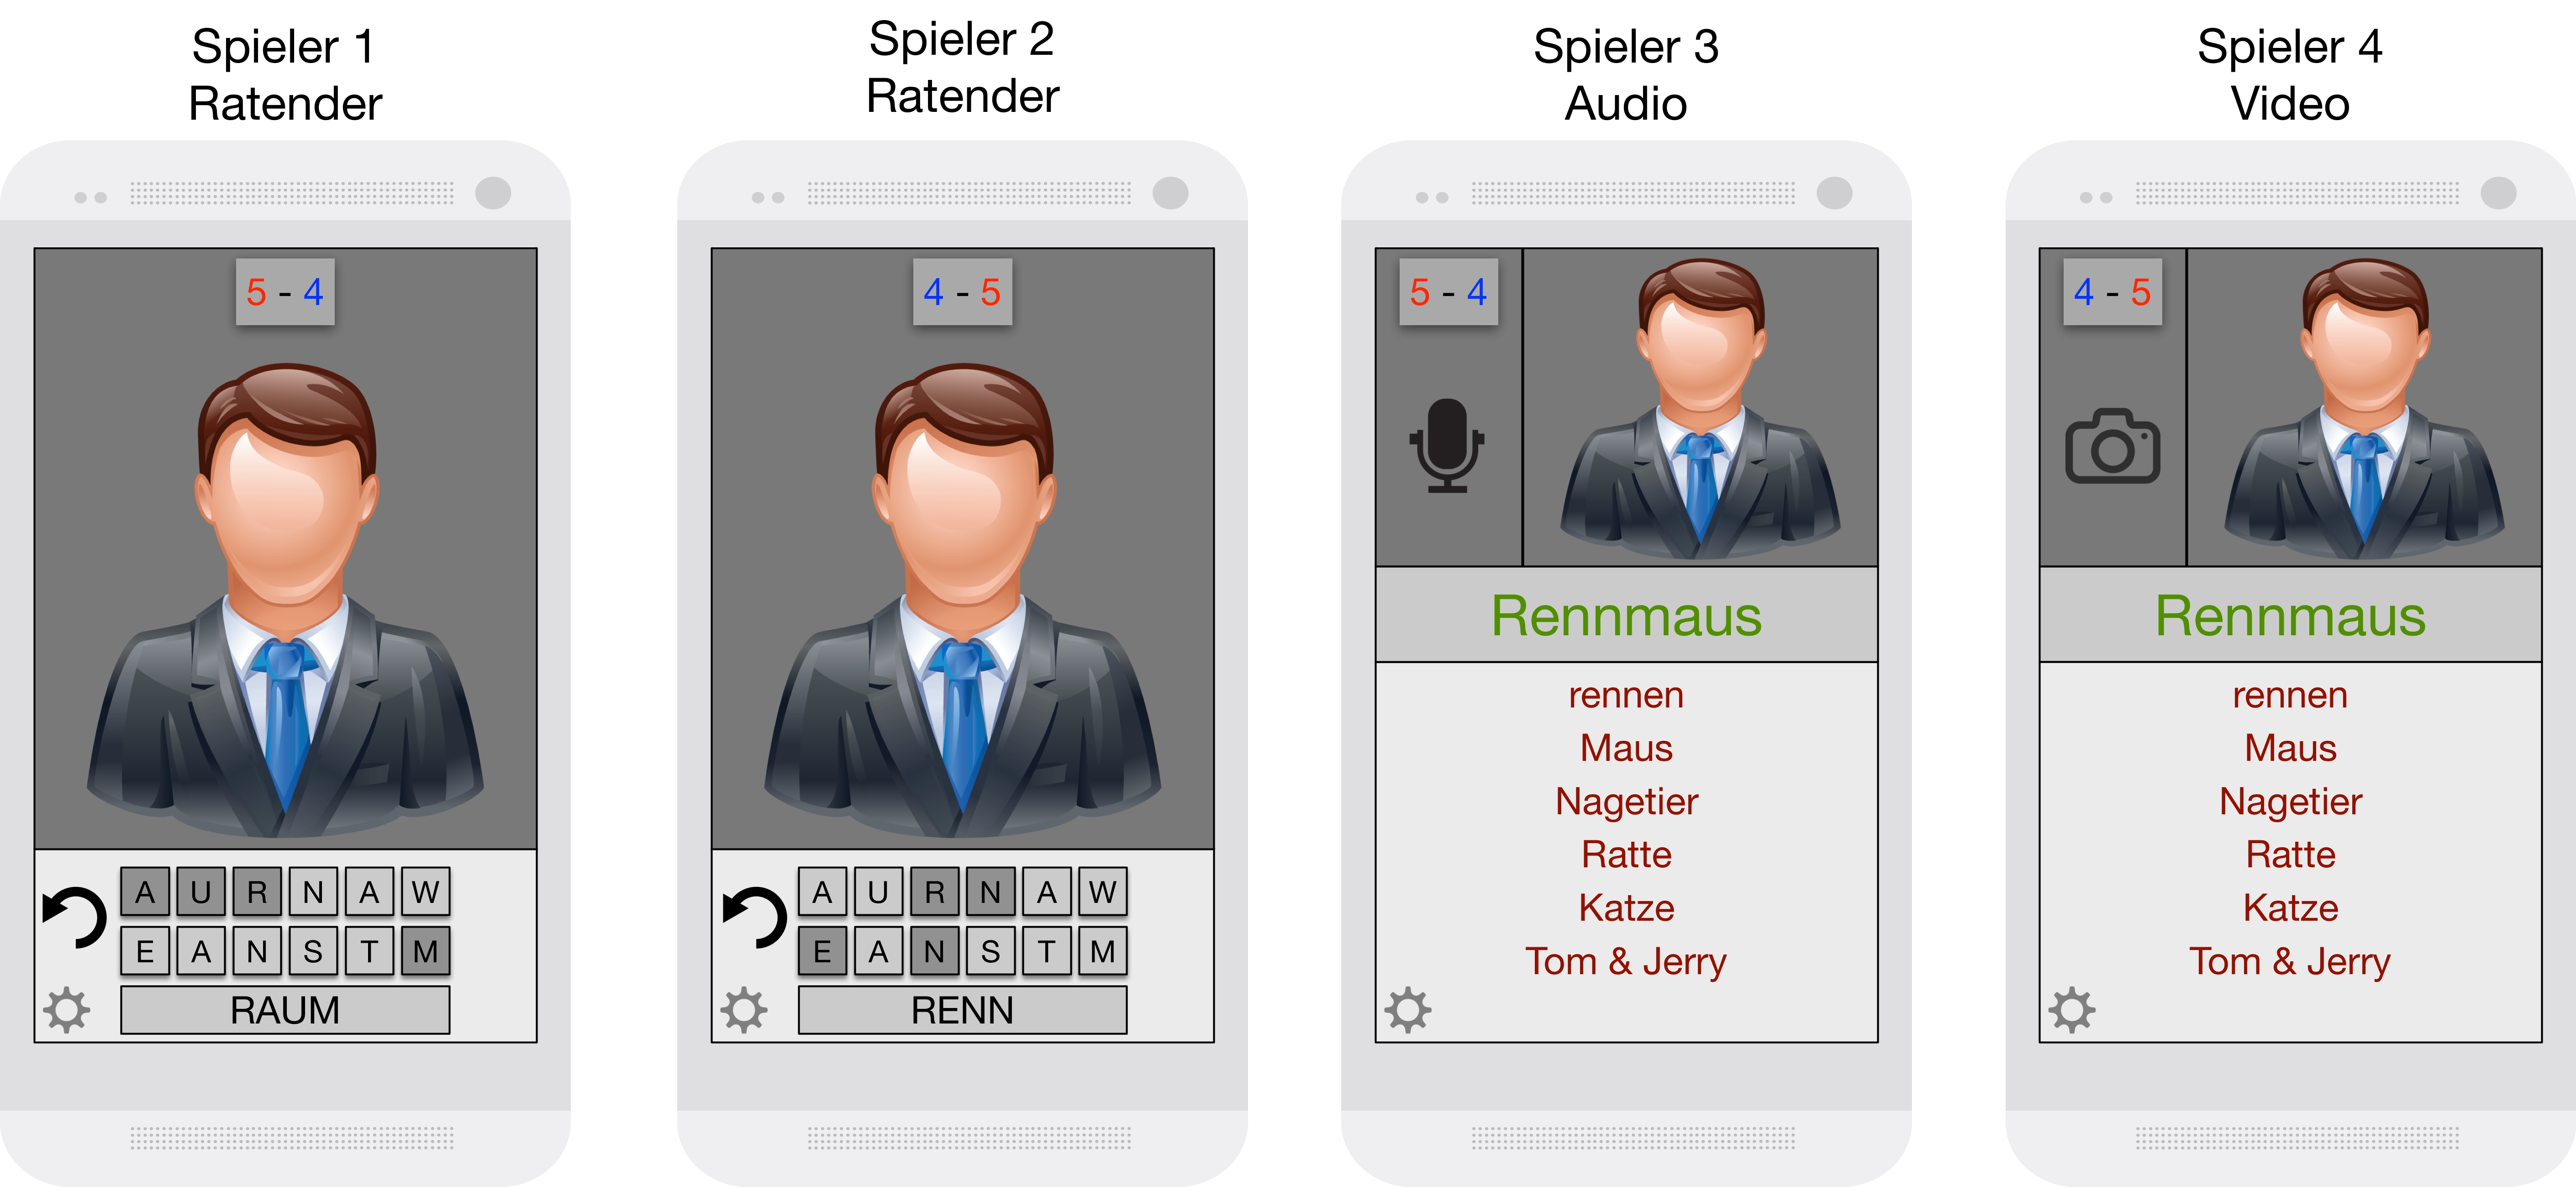 Spieler 1
Ratender
5 - 4
A U R N A W
E A N S T M
RAUM
Spieler 2
Ratender
4 - 5
A U R N A W
E A N S T M
RENN
Spieler 3
Audio
5 - 4
Rennmaus
rennen
Maus
Nagetier
Ratte
Katze
Tom & Jerry
Spieler 4
Video
4 - 5
Rennmaus
rennen
Maus
Nagetier
Ratte
Katze
Tom & Jerry